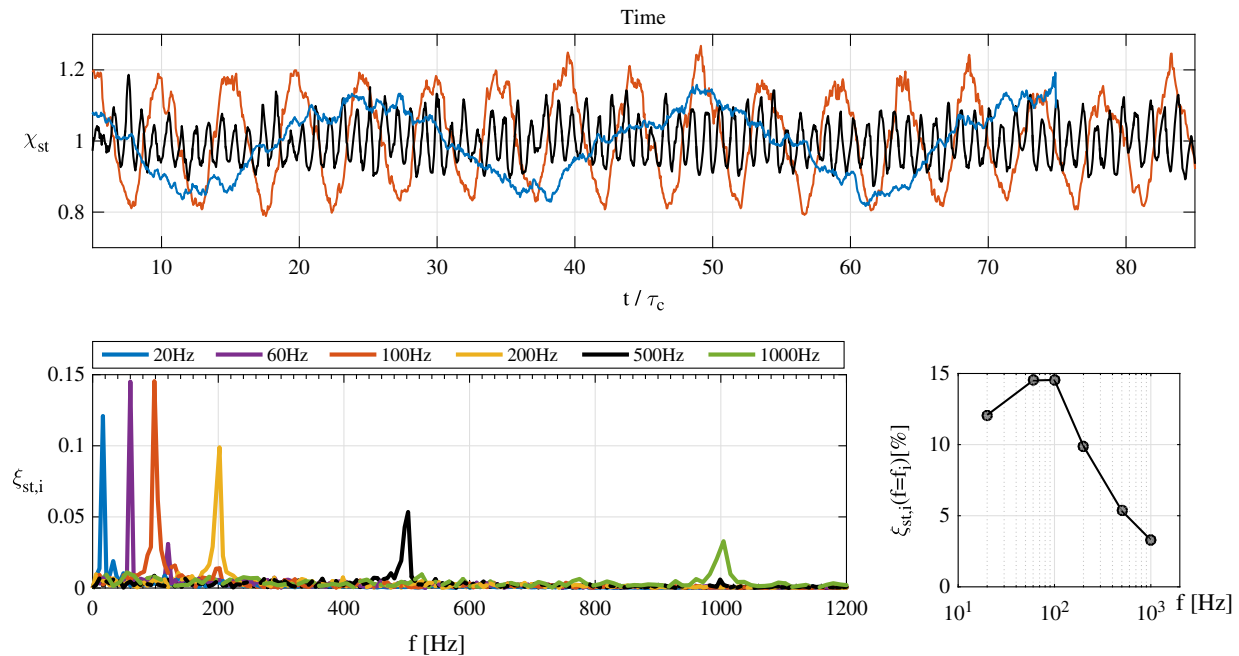 Time
1.2
1
0.8
χst
10 20 30 40 50 60 70 80
t / τc
20Hz 60Hz 100Hz 200Hz 500Hz 1000Hz
0.15
0.1
0.05
0
ξst,i
0 200 400 600 800 1000 1200
f [Hz]
15
10
5
0
ξst,i(f=fi)[%]
10¹ 10² 10³ f [Hz]